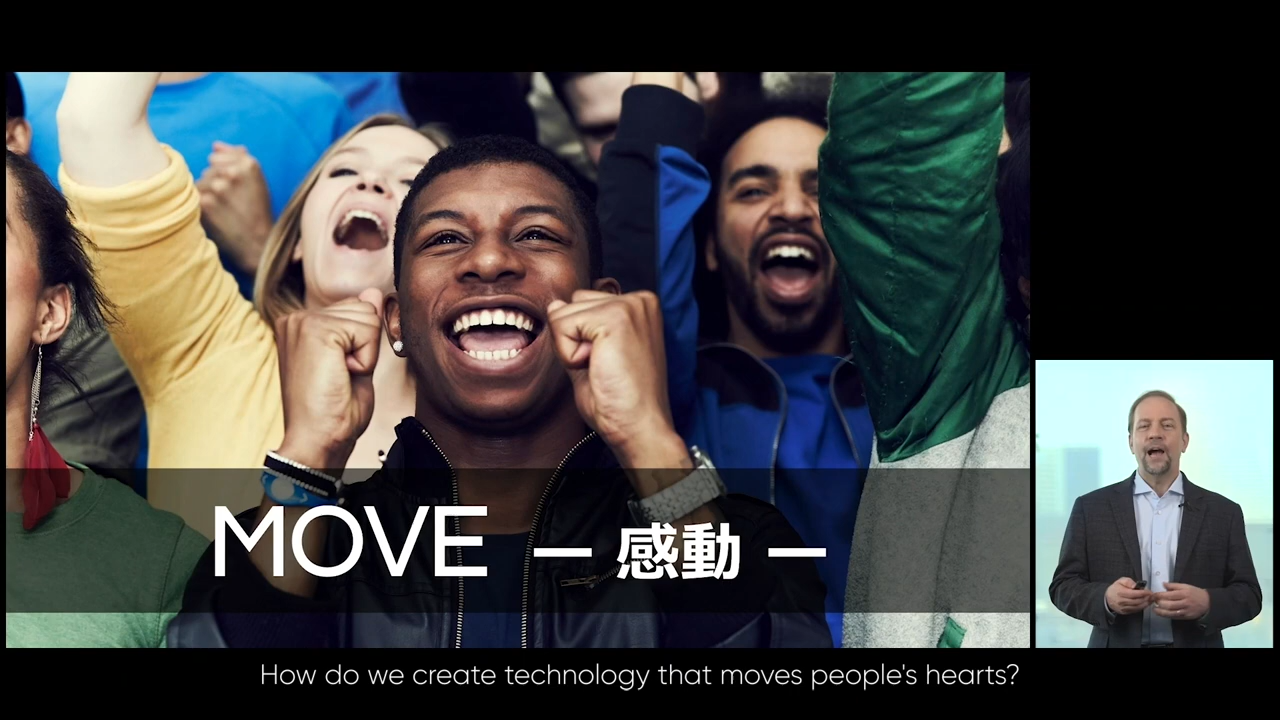 MOVE — 感動 —
How do we create technology that moves people's hearts?